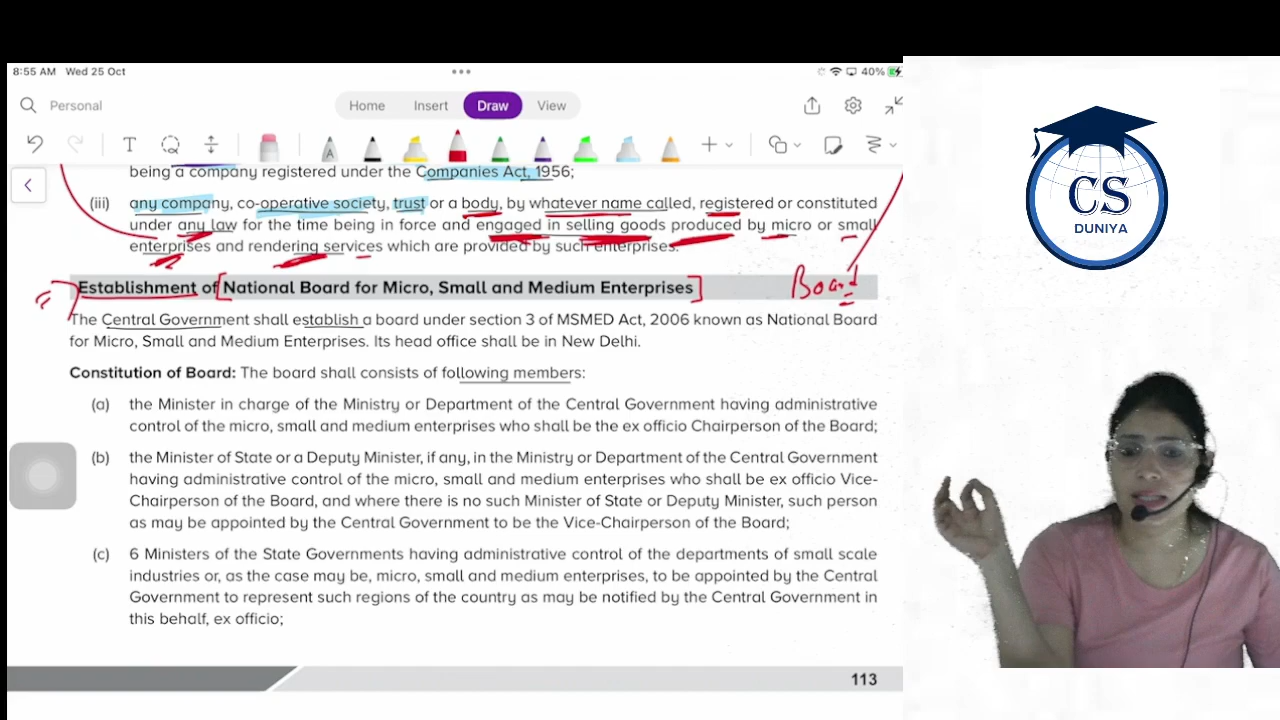 8:55 AM Wed 25 Oct
40%
Personal
Home Insert Draw View
being a company registered under the Companies Act, 1956;
(iii) any company, co-operative society, trust or a body, by whatever name called, registered or constituted
under any law for the time being in force and engaged in selling goods produced by micro or small
enterprises and rendering services which are provided by such enterprises.
Establishment of [National Board for Micro, Small and Medium Enterprises]
Board
The Central Government shall establish a board under section 3 of MSMED Act, 2006 known as National Board
for Micro, Small and Medium Enterprises. Its head office shall be in New Delhi.
Constitution of Board: The board shall consists of following members:
(a) the Minister in charge of the Ministry or Department of the Central Government having administrative
control of the micro, small and medium enterprises who shall be the ex officio Chairperson of the Board;
(b) the Minister of State or a Deputy Minister, if any, in the Ministry or Department of the Central Government
having administrative control of the micro, small and medium enterprises who shall be ex officio Vice-
Chairperson of the Board, and where there is no such Minister of State or Deputy Minister, such person
as may be appointed by the Central Government to be the Vice-Chairperson of the Board;
(c) 6 Ministers of the State Governments having administrative control of the departments of small scale
industries or, as the case may be, micro, small and medium enterprises, to be appointed by the Central
Government to represent such regions of the country as may be notified by the Central Government in
this behalf, ex officio;
113
CS
DUNIYA